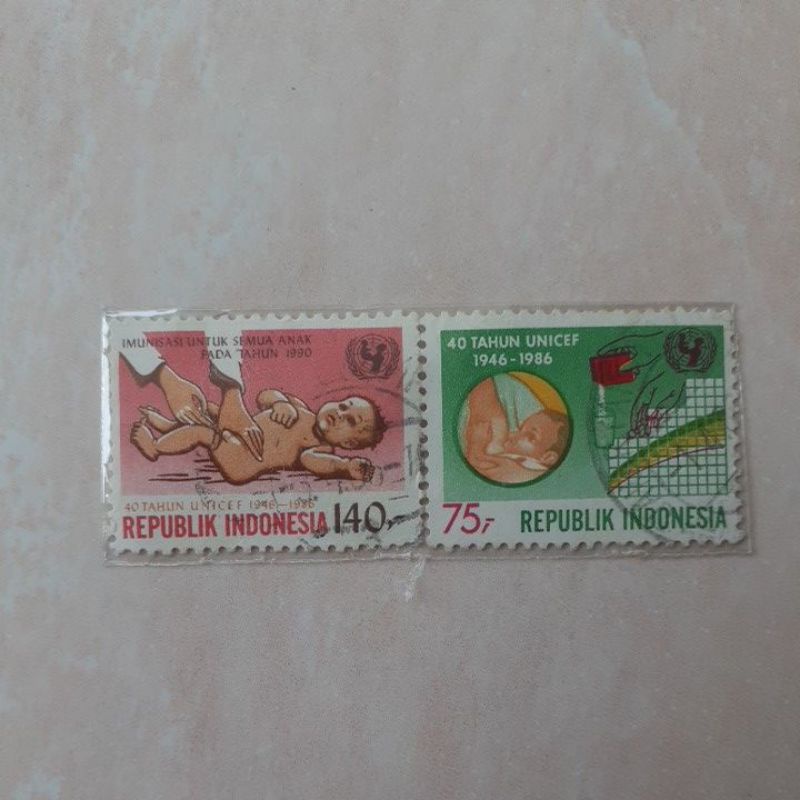 IMUNISASI UNTUK SEMUA ANAK
PADA TAHUN 1990
40 TAHUN UNICEF 1946-1986
REPUBLIK INDONESIA 140,-
40 TAHUN UNICEF
1946-1986
75,- REPUBLIK INDONESIA